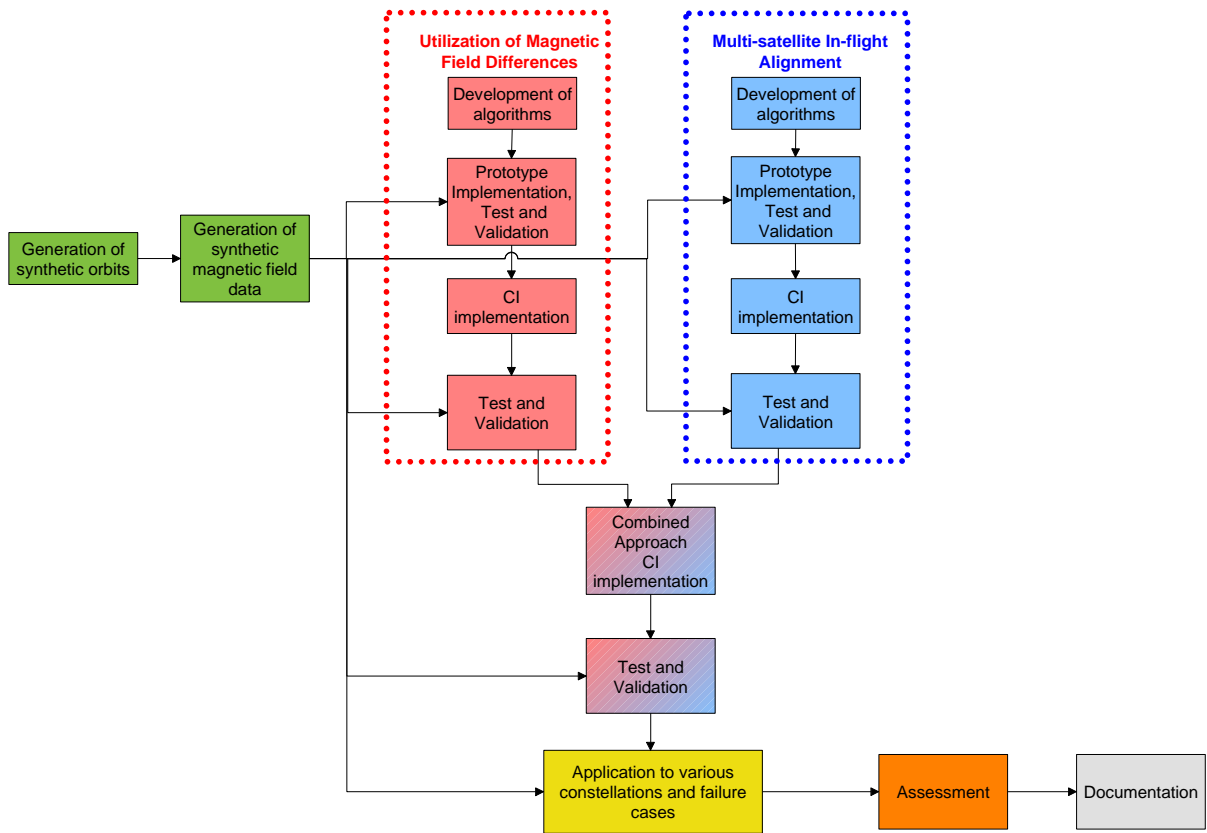 Utilization of Magnetic
Field Differences
Development of
algorithms
Prototype
Implementation,
Test and
Validation
CI
implementation
Test and
Validation
Multi-satellite In-flight
Alignment
Development of
algorithms
Prototype
Implementation,
Test and
Validation
CI
implementation
Test and
Validation
Generation of
synthetic orbits
Generation of
synthetic
magnetic field
data
Combined
Approach
CI
implementation
Test and
Validation
Application to various
constellations and failure
cases
Assessment
Documentation